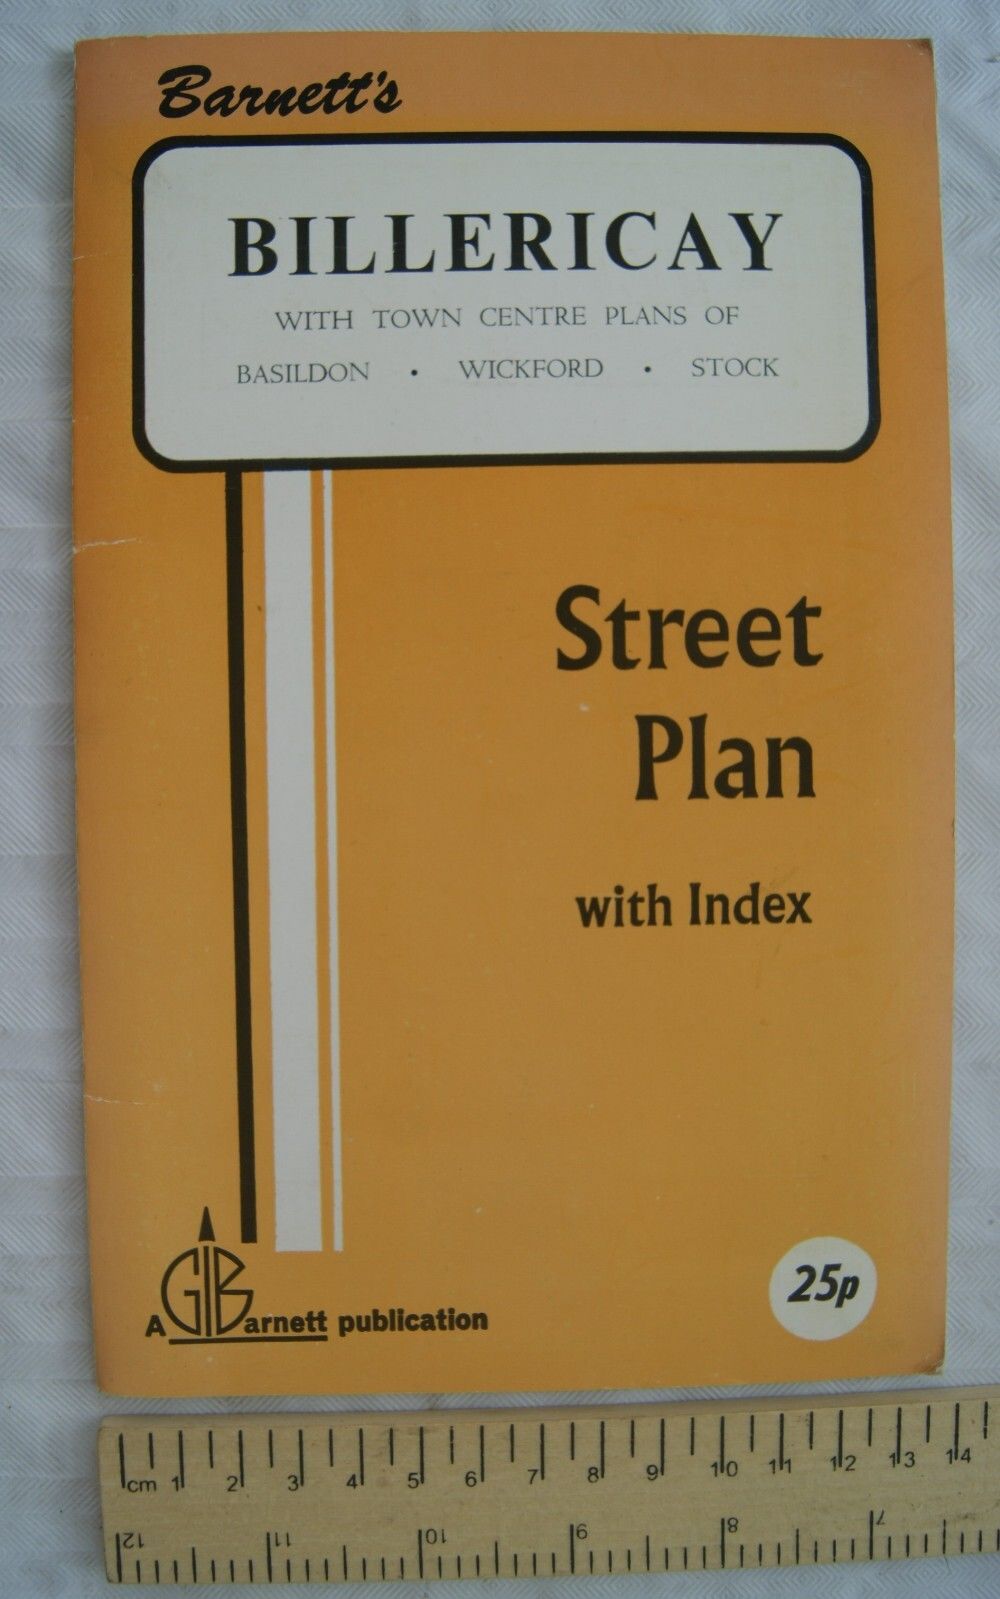 Barnett's
BILLERICAY
WITH TOWN CENTRE PLANS OF
BASILDON • WICKFORD • STOCK
Street
Plan
with Index
25p
A GIBarnett publication
cm 1 2 3 4 5 6 7 8 9 10 11 12 13 14
12 11 10 9 8 7